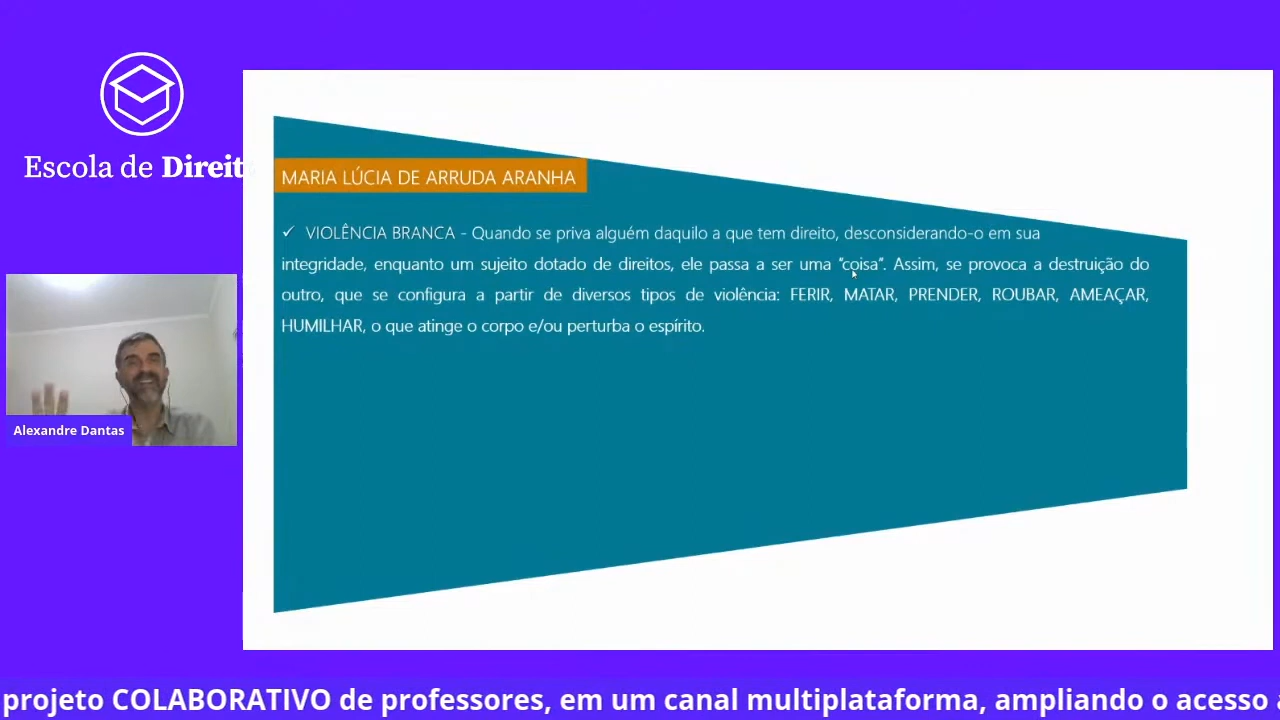 Escola de Direit
MARIA LÚCIA DE ARRUDA ARANHA
✓ VIOLÊNCIA BRANCA - Quando se priva alguém daquilo a que tem direito, desconsiderando-o em sua
integridade, enquanto um sujeito dotado de direitos, ele passa a ser uma "coisa". Assim, se provoca a destruição do
outro, que se configura a partir de diversos tipos de violência: FERIR, MATAR, PRENDER, ROUBAR, AMEAÇAR,
HUMILHAR, o que atinge o corpo e/ou perturba o espírito.
Alexandre Dantas
projeto COLABORATIVO de professores, em um canal multiplataforma, ampliando o acesso